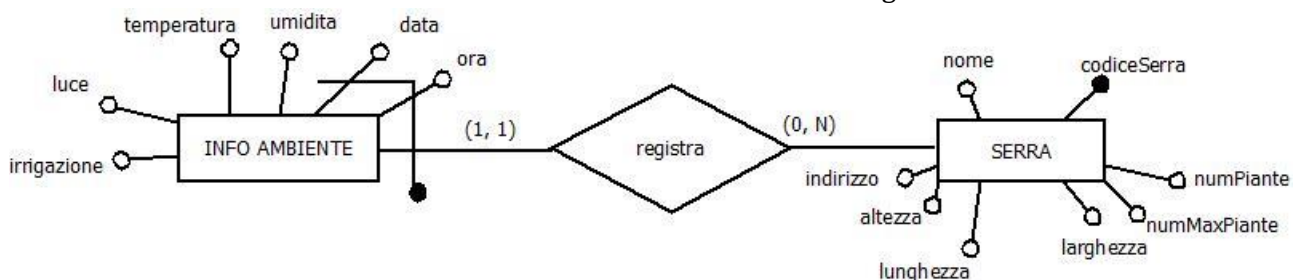 temperatura
umidita
data
ora
luce
irrigazione
INFO AMBIENTE
(1, 1)
registra
(0, N)
nome
codiceSerra
SERRA
indirizzo
altezza
lunghezza
larghezza
numMaxPiante
numPiante